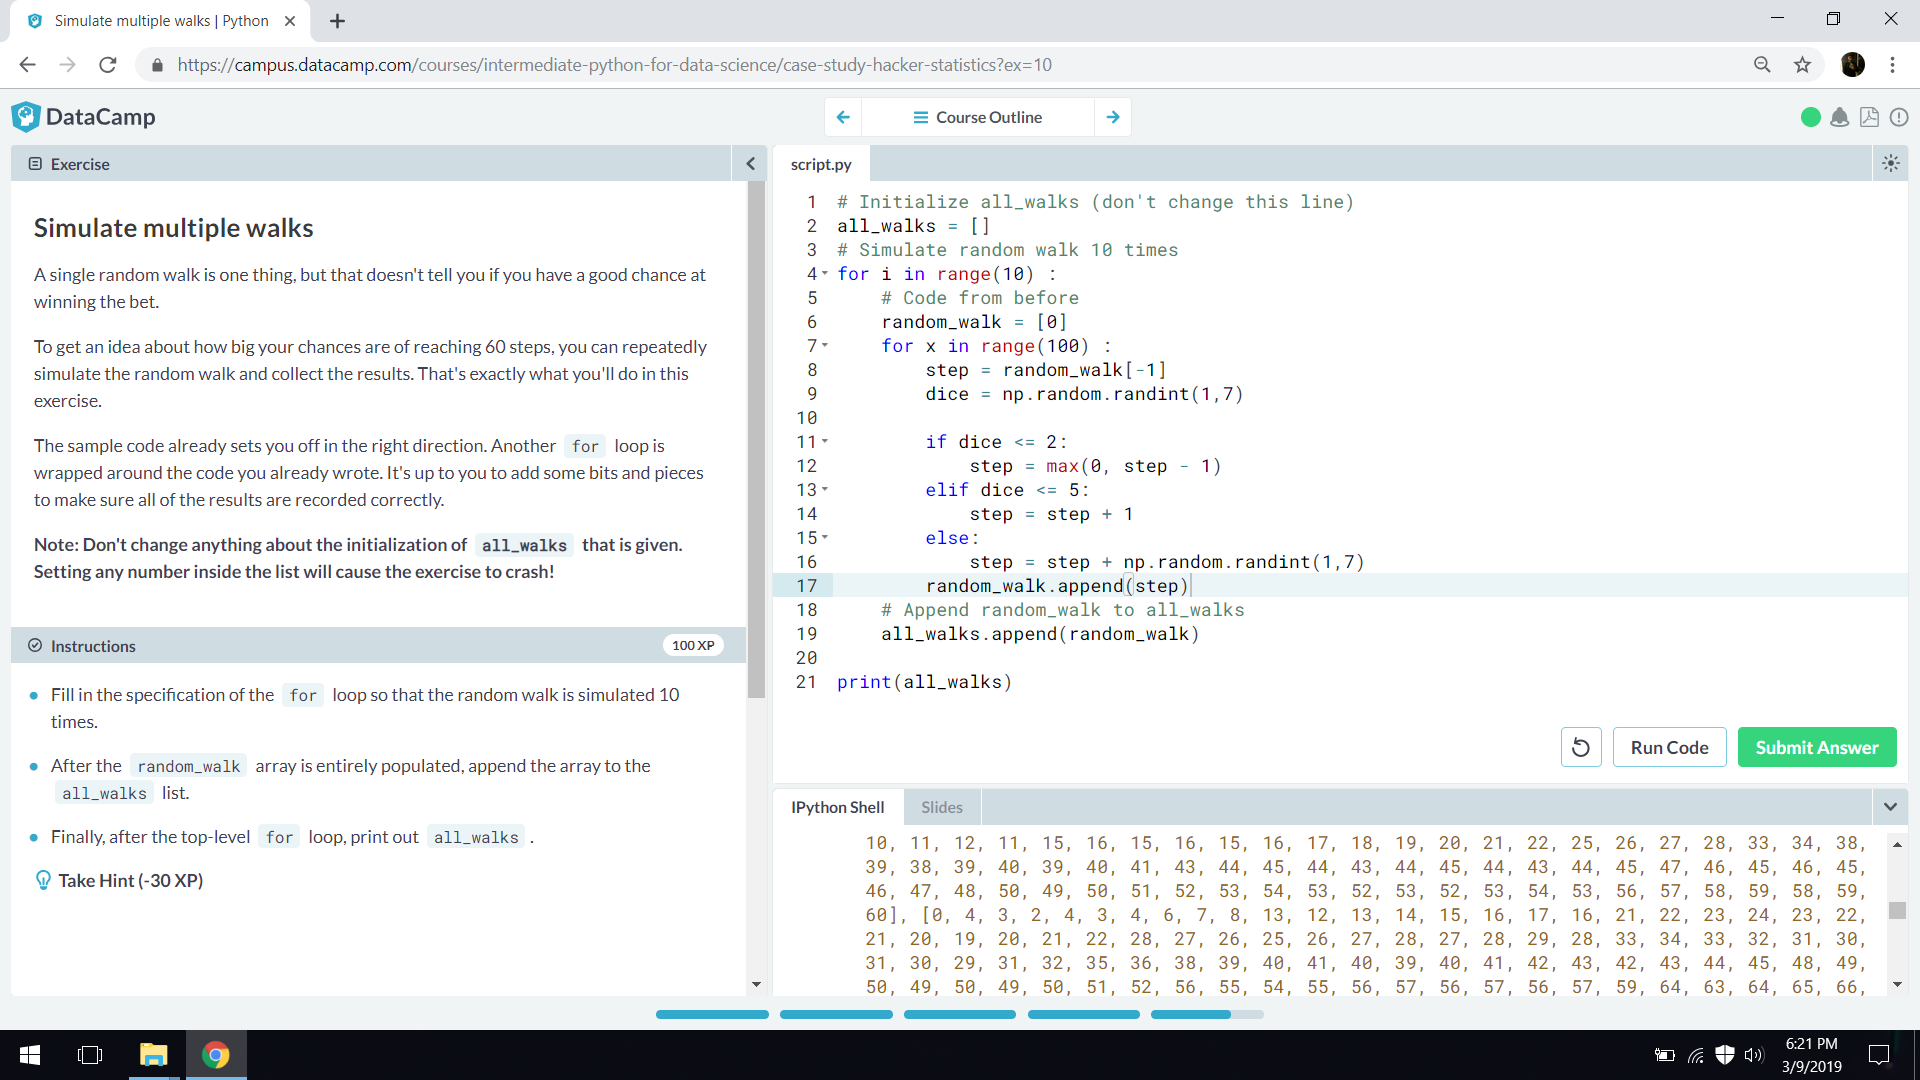 Simulate multiple walks | Python
https://campus.datacamp.com/courses/intermediate-python-for-data-science/case-study-hacker-statistics?ex=10
DataCamp
Course Outline
Exercise
Simulate multiple walks
A single random walk is one thing, but that doesn't tell you if you have a good chance at
winning the bet.
To get an idea about how big your chances are of reaching 60 steps, you can repeatedly
simulate the random walk and collect the results. That's exactly what you'll do in this
exercise.
The sample code already sets you off in the right direction. Another for loop is
wrapped around the code you already wrote. It's up to you to add some bits and pieces
to make sure all of the results are recorded correctly.
Note: Don't change anything about the initialization of all_walks that is given.
Setting any number inside the list will cause the exercise to crash!
Instructions
100 XP
Fill in the specification of the for loop so that the random walk is simulated 10
times.
After the random_walk array is entirely populated, append the array to the
all_walks list.
Finally, after the top-level for loop, print out all_walks .
Take Hint (-30 XP)
script.py
1 # Initialize all_walks (don't change this line)
2 all_walks = []
3 # Simulate random walk 10 times
4 for i in range(10) :
5     # Code from before
6     random_walk = [0]
7     for x in range(100) :
8         step = random_walk[-1]
9         dice = np.random.randint(1,7)
10
11         if dice <= 2:
12             step = max(0, step - 1)
13         elif dice <= 5:
14             step = step + 1
15         else:
16             step = step + np.random.randint(1,7)
17         random_walk.append(step)
18     # Append random_walk to all_walks
19     all_walks.append(random_walk)
20
21 print(all_walks)
Run Code
Submit Answer
IPython Shell
Slides
10, 11, 12, 11, 15, 16, 15, 16, 15, 16, 17, 18, 19, 20, 21, 22, 25, 26, 27, 28, 33, 34, 38,
39, 38, 39, 40, 39, 40, 41, 43, 44, 45, 44, 43, 44, 45, 44, 43, 44, 45, 47, 46, 45, 46, 45,
46, 47, 48, 50, 49, 50, 51, 52, 53, 54, 53, 52, 53, 52, 53, 54, 53, 56, 57, 58, 59, 58, 59,
60], [0, 4, 3, 2, 4, 3, 4, 6, 7, 8, 13, 12, 13, 14, 15, 16, 17, 16, 21, 22, 23, 24, 23, 22,
21, 20, 19, 20, 21, 22, 28, 27, 26, 25, 26, 27, 28, 27, 28, 29, 28, 33, 34, 33, 32, 31, 30,
31, 30, 29, 31, 32, 35, 36, 38, 39, 40, 41, 40, 39, 40, 41, 42, 43, 42, 43, 44, 45, 48, 49,
50, 49, 50, 49, 50, 51, 52, 56, 55, 54, 55, 56, 57, 56, 57, 56, 57, 59, 64, 63, 64, 65, 66,
6:21 PM
3/9/2019